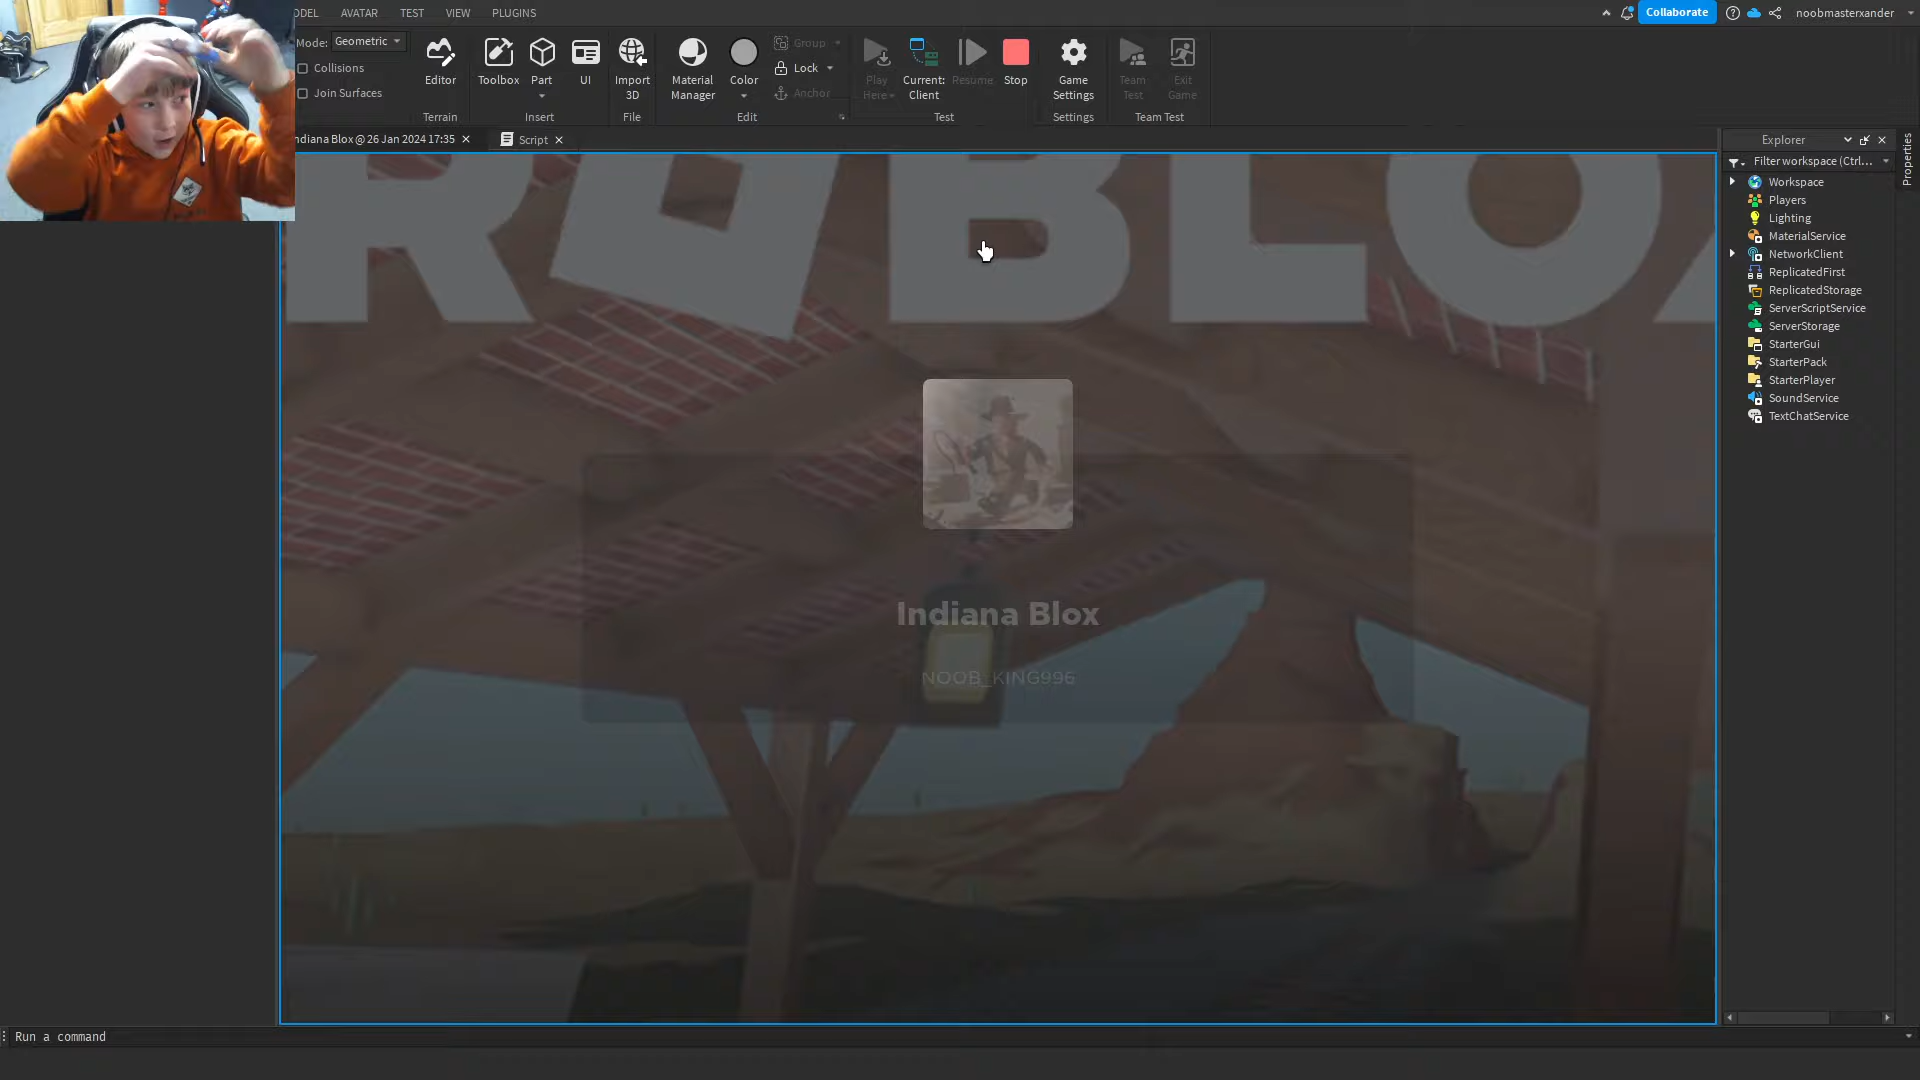 ODEL AVATAR TEST VIEW PLUGINS
Collaborate noobmasterxander
Mode: Geometric
Collisions
Join Surfaces
Editor
Terrain
Toolbox Part UI
Insert
Import
3D
File
Material
Manager
Color
Group
Lock
Anchor
Edit
Play
Here
Current:
Client
Resume Stop
Test
Game
Settings
Settings
Team
Test
Exit
Game
Team Test
ndiana Blox @ 26 Jan 2024 17:35
Script
ROBLOX
Indiana Blox
NOOB_KING996
Explorer
Filter workspace (Ctrl...
Workspace
Players
Lighting
MaterialService
NetworkClient
ReplicatedFirst
ReplicatedStorage
ServerScriptService
ServerStorage
StarterGui
StarterPack
StarterPlayer
SoundService
TextChatService
Properties
Run a command